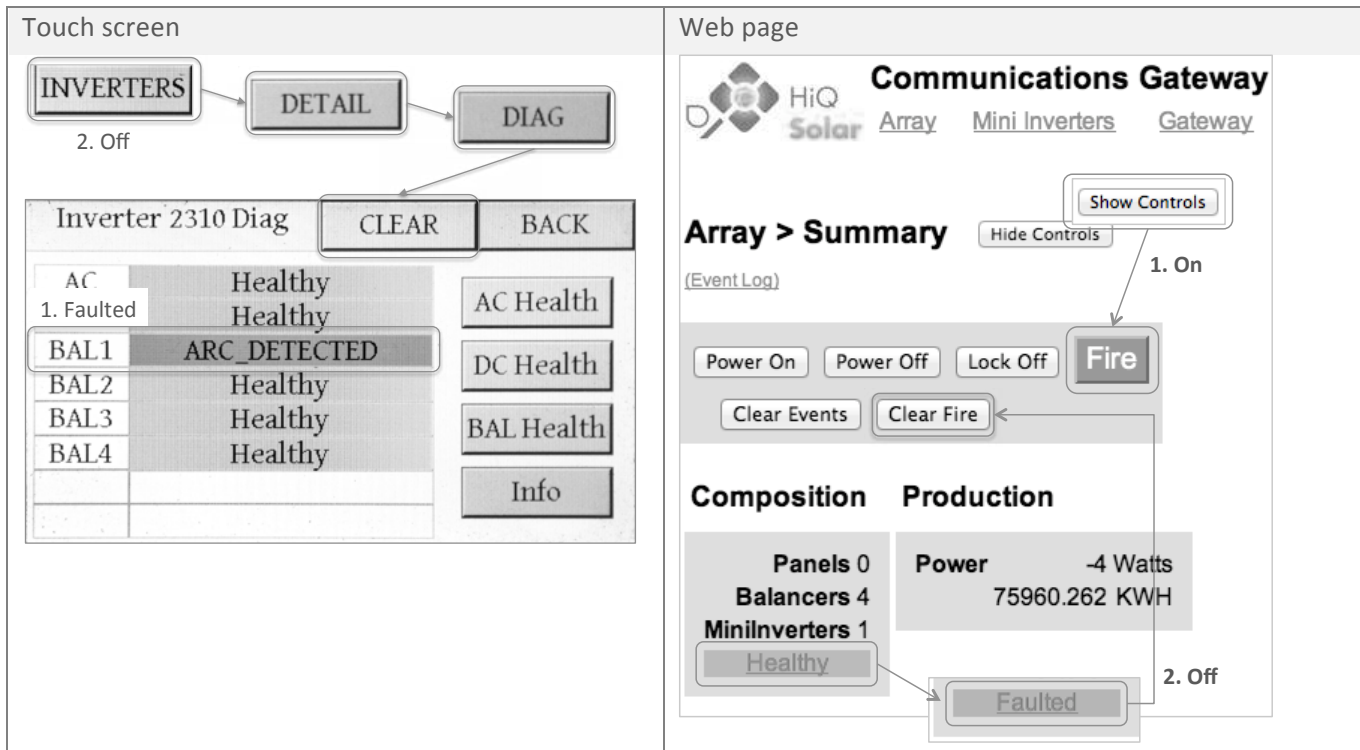 Touch screen
INVERTERS
DETAIL
DIAG
2. Off
Inverter 2310 Diag
CLEAR
BACK
AC
Healthy
1. Faulted
Healthy
BAL1
ARC_DETECTED
BAL2
Healthy
BAL3
Healthy
BAL4
Healthy
AC Health
DC Health
BAL Health
Info
Web page
HiQ
Solar
Communications Gateway
Array
Mini Inverters
Gateway
Show Controls
Array > Summary
Hide Controls
1. On
(Event Log)
Power On
Power Off
Lock Off
Fire
Clear Events
Clear Fire
Composition
Production
Panels 0
Balancers 4
MiniInverters 1
Healthy
Power -4 Watts
75960.262 KWH
2. Off
Faulted